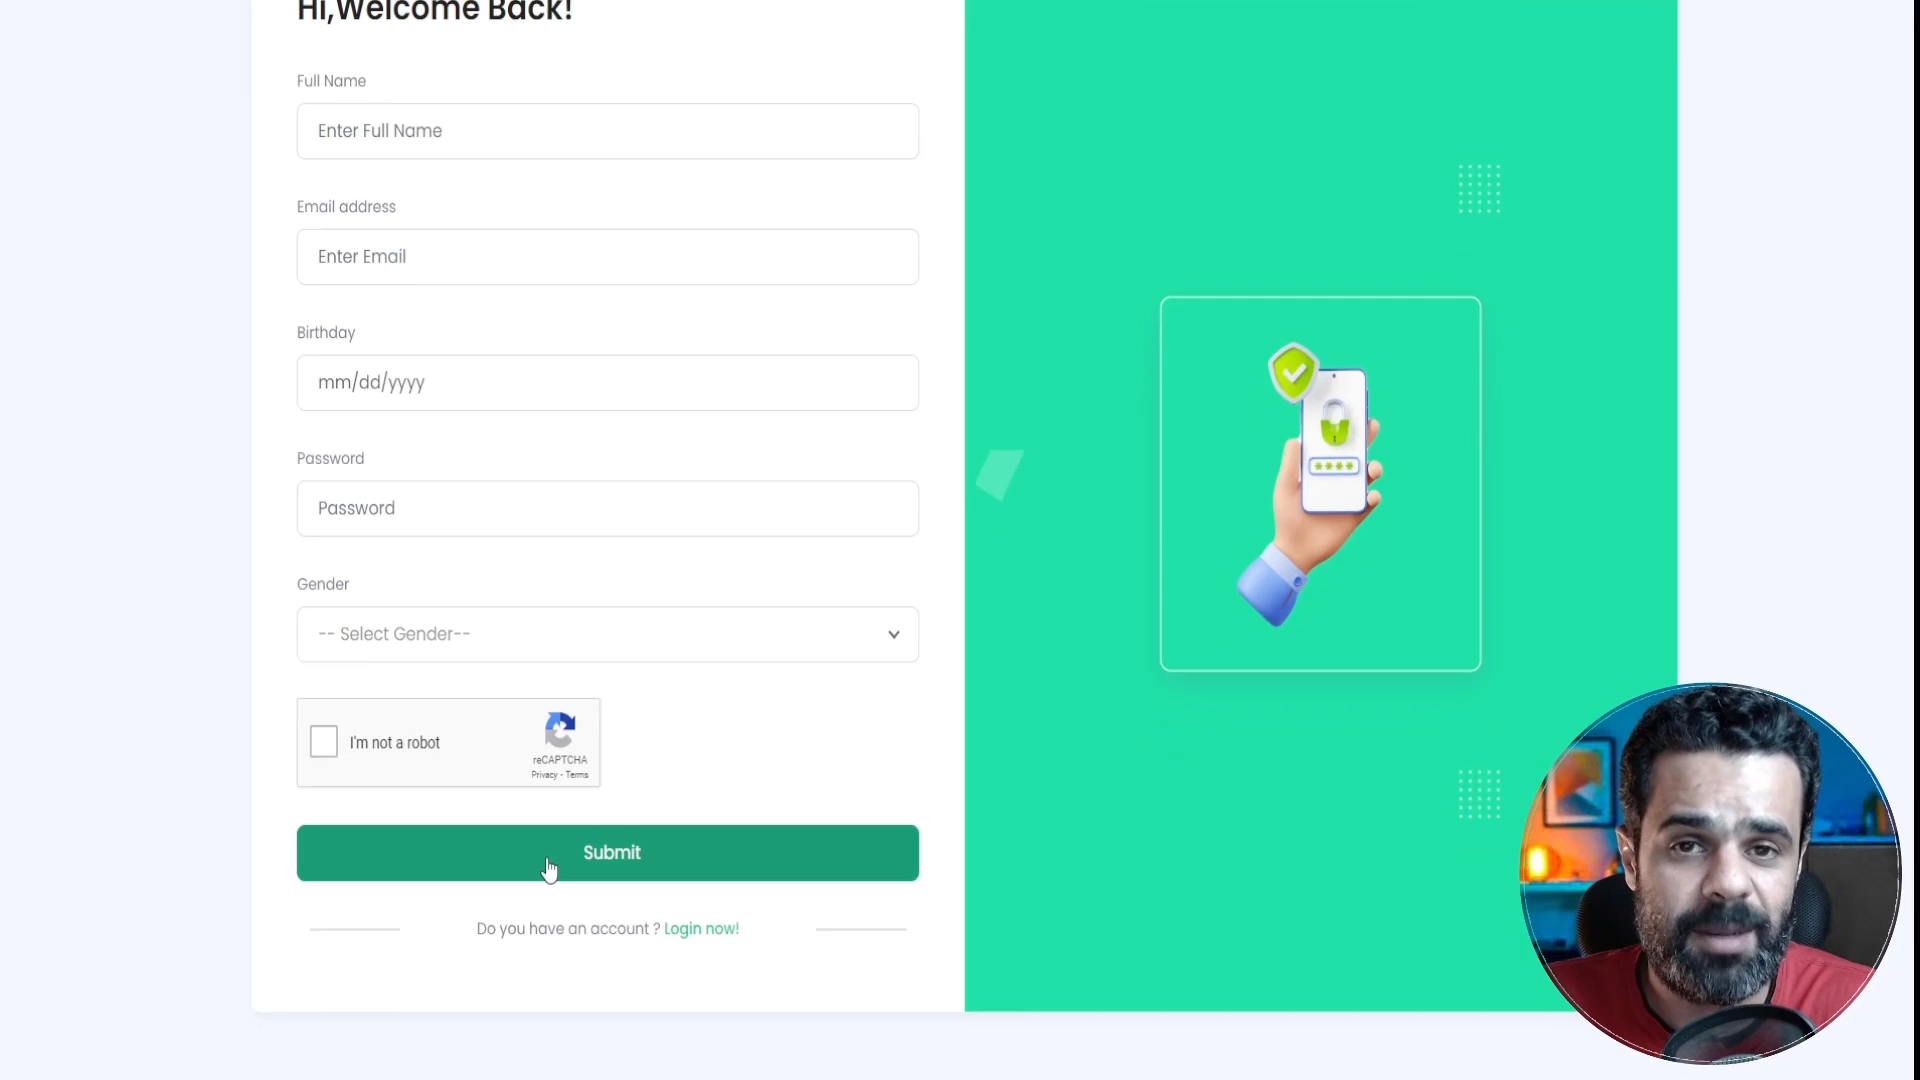 Hi,Welcome Back!
Full Name
Enter Full Name
Email address
Enter Email
Birthday
mm/dd/yyyy
Password
Password
Gender
-- Select Gender--
I'm not a robot
reCAPTCHA
Privacy - Terms
Submit
Do you have an account ? Login now!